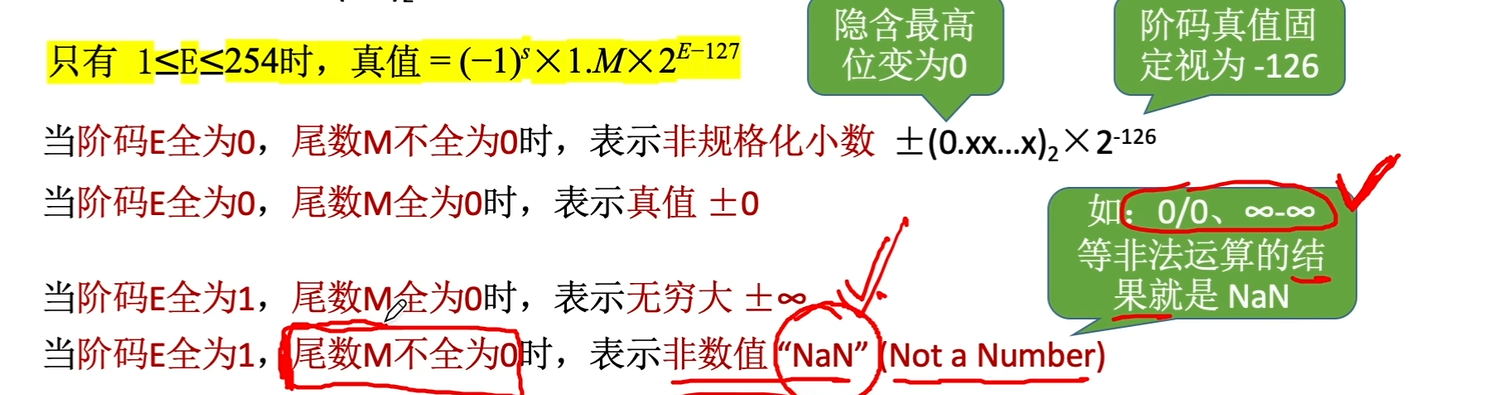 隐含最高
位变为0
阶码真值固
定视为 -126
只有 1≤E≤254时，真值 = (−1)ˢ×1.M×2ᴱ⁻¹²⁷
当阶码E全为0，尾数M不全为0时，表示非规格化小数 ±(0.xx...x)₂×2⁻¹²⁶
当阶码E全为0，尾数M全为0时，表示真值 ±0
如：0/0、∞-∞
等非法运算的结
果就是 NaN
当阶码E全为1，尾数M全为0时，表示无穷大 ±∞
当阶码E全为1，尾数M不全为0时，表示非数值 “NaN” (Not a Number)